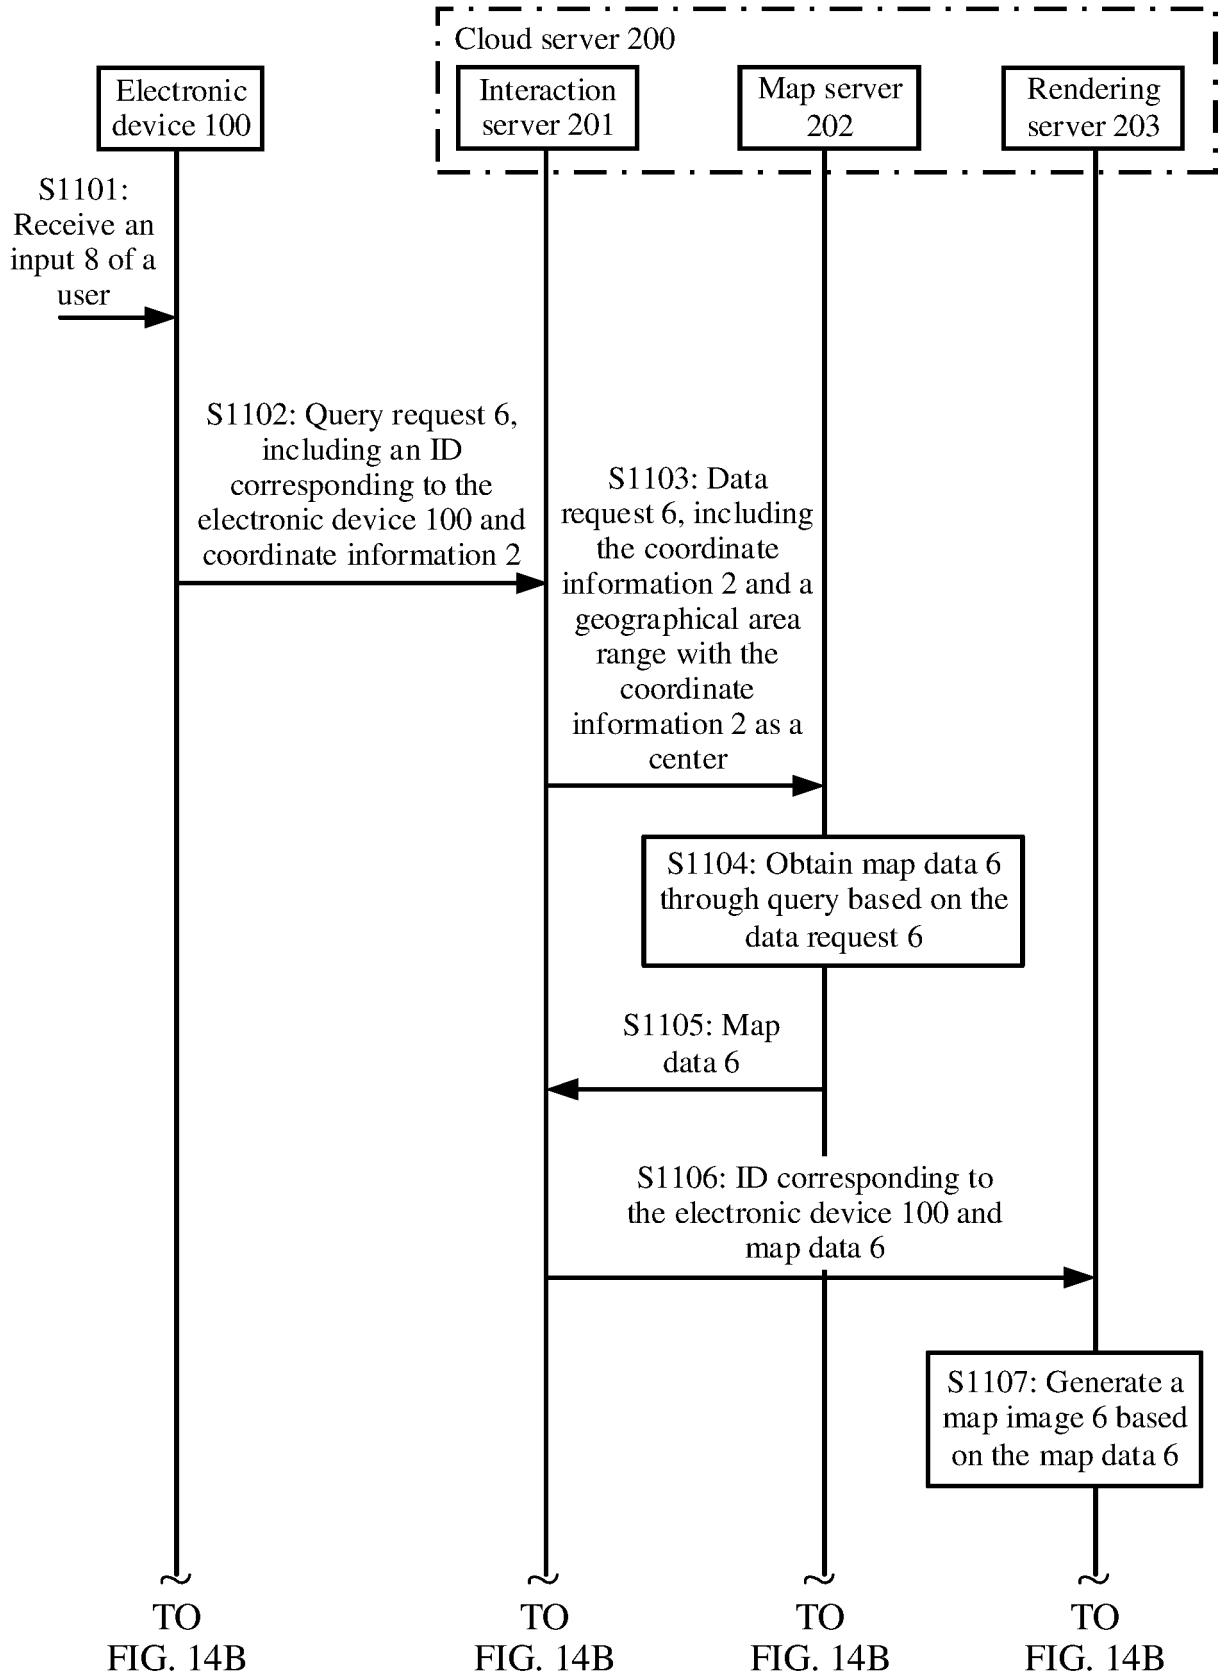 Cloud server 200
Electronic
device 100
Interaction
server 201
Map server
202
Rendering
server 203
S1101:
Receive an
input 8 of a
user
S1102: Query request 6,
including an ID
corresponding to the
electronic device 100 and
coordinate information 2
S1103: Data
request 6, including
the coordinate
information 2 and a
geographical area
range with the
coordinate
information 2 as a
center
S1104: Obtain map data 6
through query based on the
data request 6
S1105: Map
data 6
S1106: ID corresponding to
the electronic device 100 and
map data 6
S1107: Generate a
map image 6 based
on the map data 6
TO
FIG. 14B
TO
FIG. 14B
TO
FIG. 14B
TO
FIG. 14B